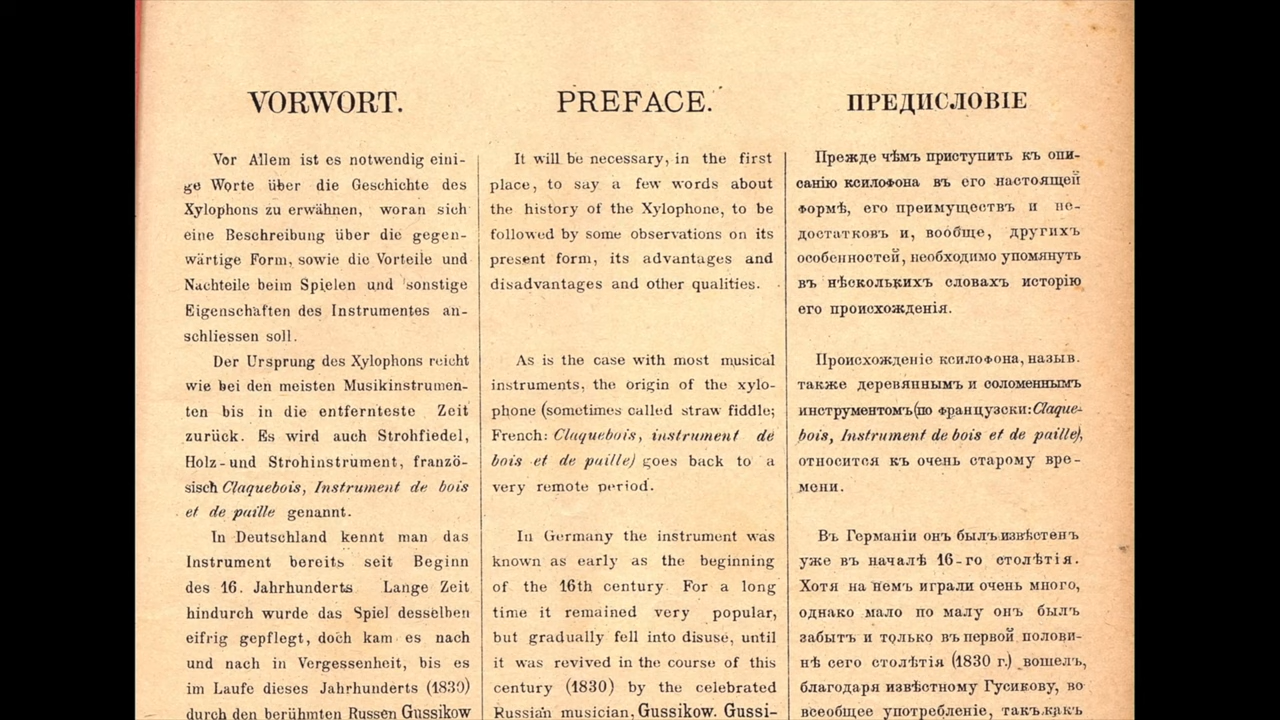 VORWORT.
Vor Allem ist es notwendig eini-
ge Worte über die Geschichte des
Xylophons zu erwähnen, woran sich
eine Beschreibung über die gegen-
wärtige Form, sowie die Vorteile und
Nachteile beim Spielen und sonstige
Eigenschaften des Instrumentes an-
schliessen soll.
Der Ursprung des Xylophons reicht
wie bei den meisten Musikinstrumen-
ten bis in die entfernteste Zeit
zurück. Es wird auch Strohfiedel,
Holz-und Strohinstrument, franzö-
sisch Claquebois, Instrument de bois
et de paille genannt.
In Deutschland kennt man das
Instrument bereits seit Beginn
des 16. Jahrhunderts Lange Zeit
hindurch wurde das Spiel desselben
eifrig gepflegt, doch kam es nach
und nach in Vergessenheit, bis es
im Laufe dieses Jahrhunderts (1830)
durch den berühmten Russen Gussikow
PREFACE.
It will be necessary, in the first
place, to say a few words about
the history of the Xylophone, to be
followed by some observations on its
present form, its advantages and
disadvantages and other qualities.
As is the case with most musical
instruments, the origin of the xylo-
phone (sometimes called straw fiddle;
French: Claquebois, instrument de
bois et de paille) goes back to a
very remote period.
In Germany the instrument was
known as early as the beginning
of the 16th century. For a long
time it remained very popular,
but gradually fell into disuse, until
it was revived in the course of this
century (1830) by the celebrated
Russian musician, Gussikow. Gussi-
ПРЕДИСЛОВІЕ
Прежде чѣмъ приступить къ опи-
санію ксилофона въ его настоящей
формѣ, его преимуществъ и не-
достатковъ и, вообще, другихъ
особенностей, необходимо упомянуть
въ нѣсколькихъ словахъ исторію
его происхожденія.
Происхожденіе ксилофона, назыв.
также деревяннымъ и соломеннымъ
инструментомъ (по французски: Claque-
bois, Instrument de bois et de paille),
относится къ очень старому вре-
мени.
Въ Германіи онъ былъ извѣстенъ
уже въ началѣ 16-го столѣтія.
Хотя на немъ играли очень много,
однако мало по малу онъ былъ
забытъ и только въ первой полови-
нѣ сего столѣтія (1830 г.) вошелъ,
благодаря извѣстному Гусикову, во
всеобщее употребленіе, такъ.какъ